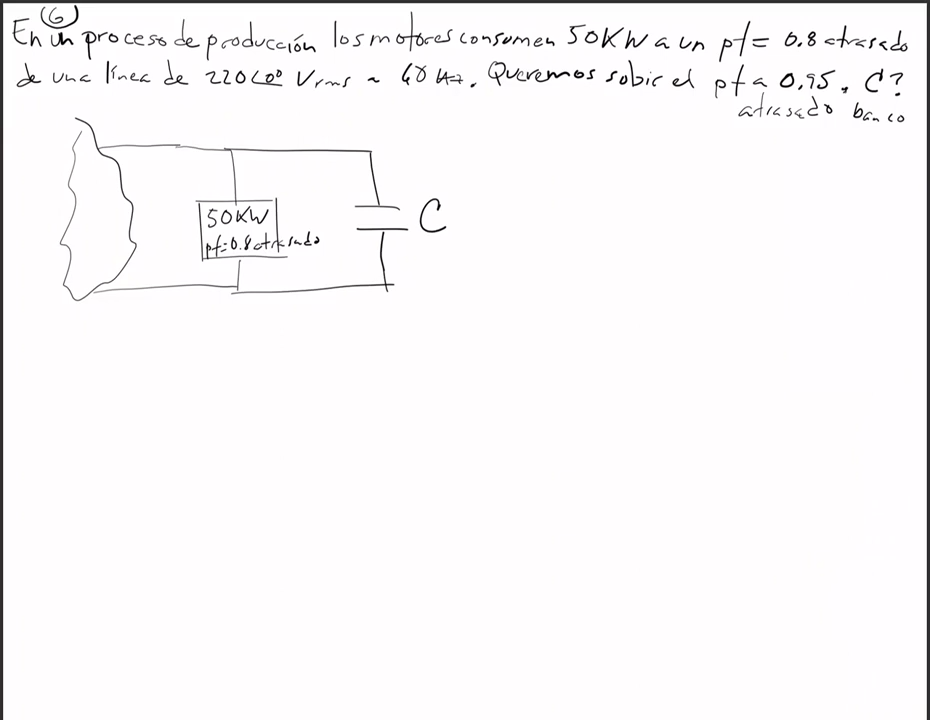 6
En un proceso de producción los motores consumen 50KW a un pf= 0.8 atrasado
de una línea de 220∠0° Vrms ~ 60 Hz. Queremos subir el pf a 0.95. C?
atrasado banco
50KW
pf=0.8 atrasado
C